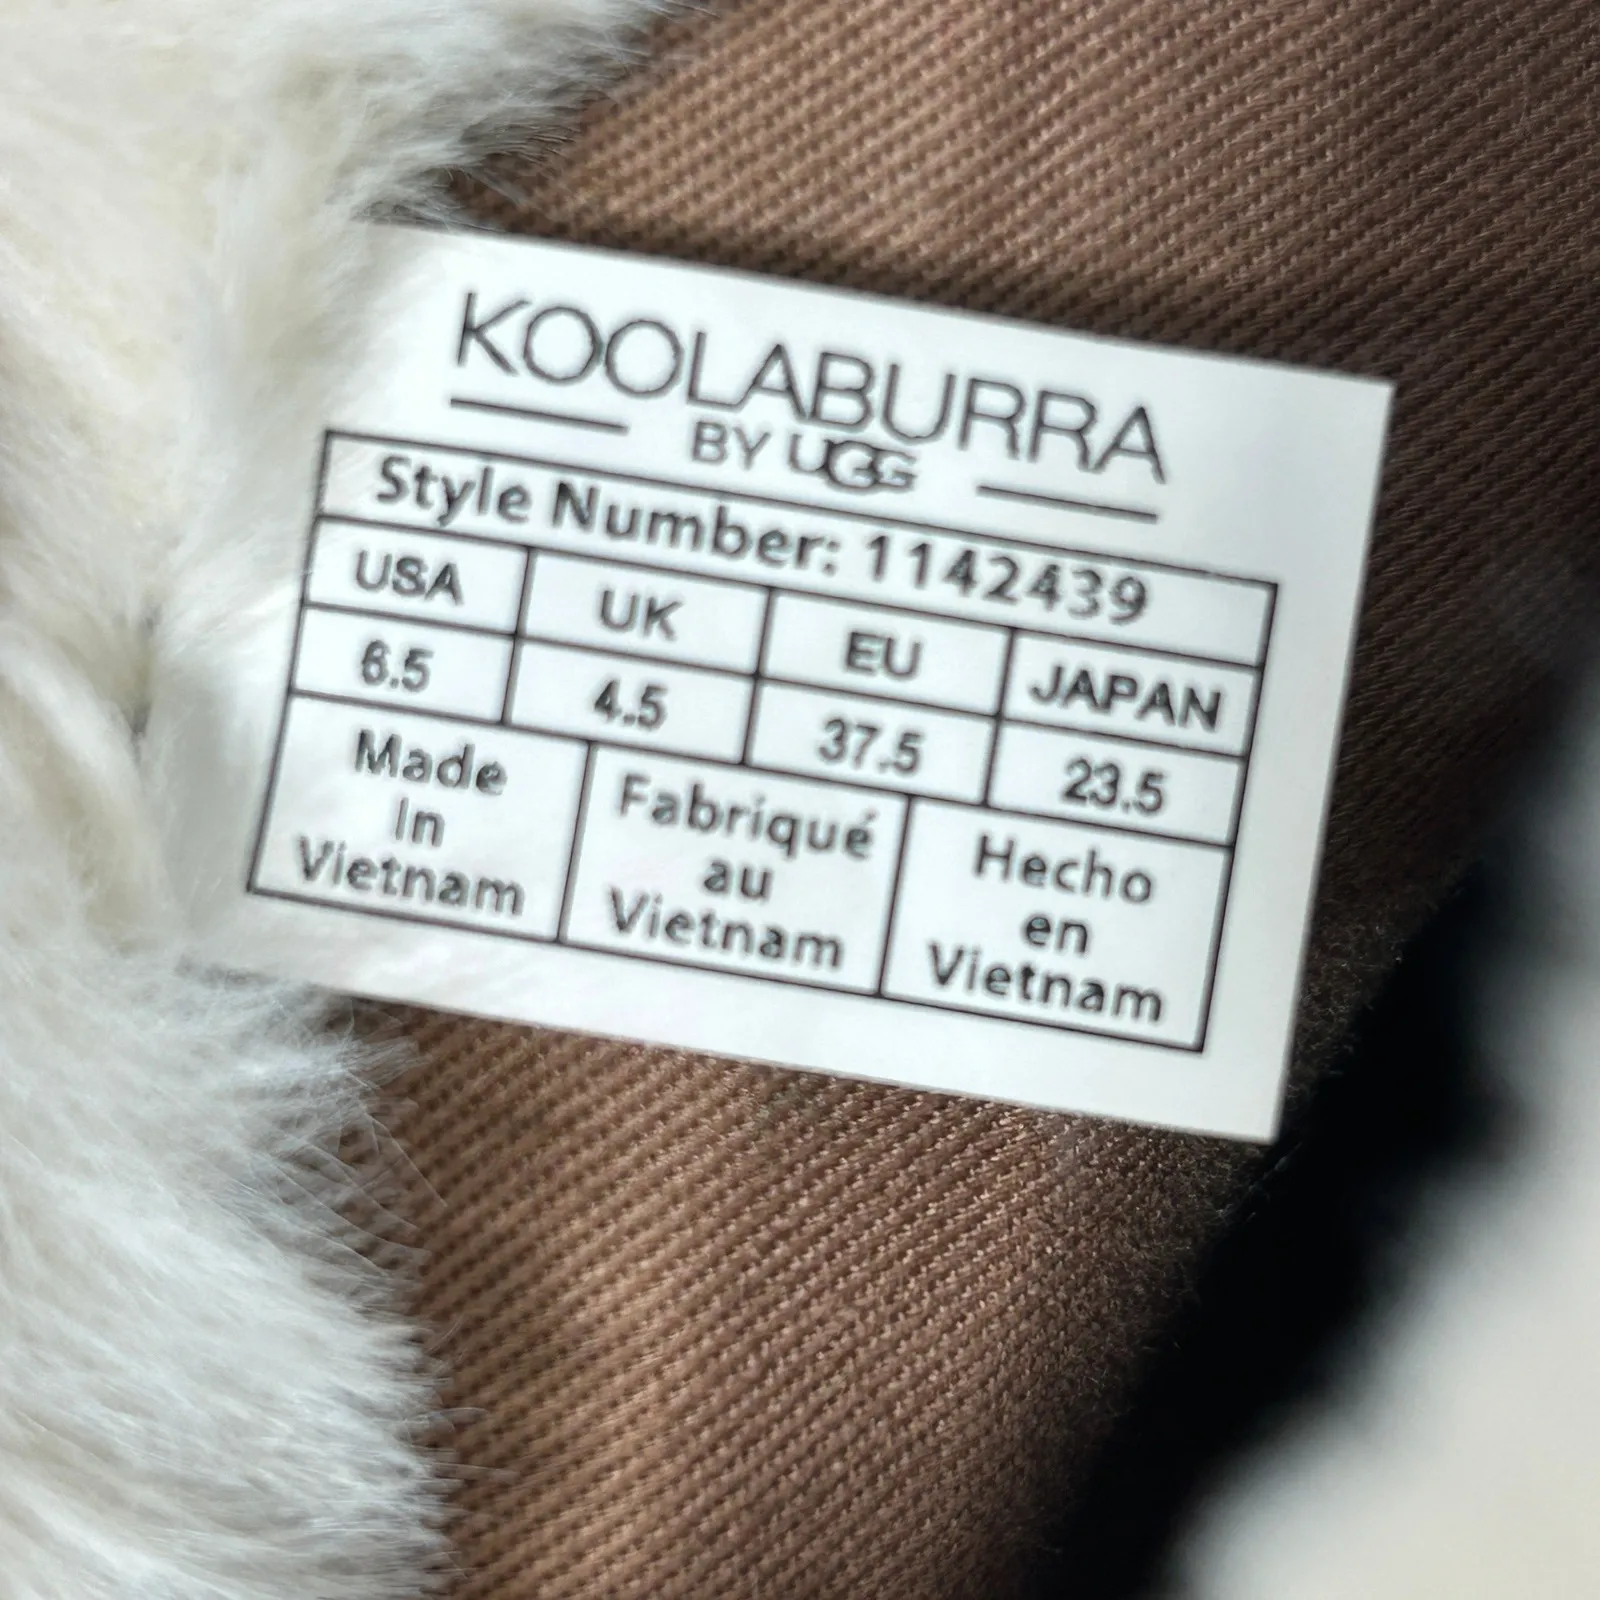 KOOLABURRA
BY UGG
Style Number: 1142439
USA UK EU JAPAN
6.5 4.5 37.5 23.5
Made
In
Vietnam
Fabriqué
au
Vietnam
Hecho
en
Vietnam